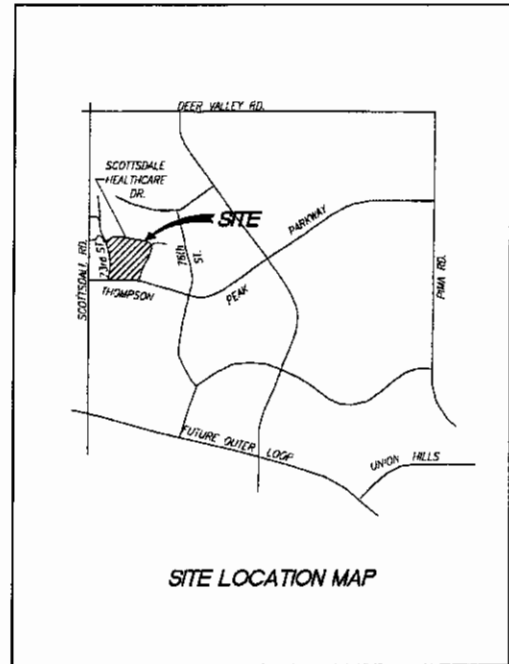 DEER VALLEY RD.
SCOTTSDALE
HEALTHCARE
DR.
SITE
PARKWAY
SCOTTSDALE RD.
73rd ST.
76th
ST.
THOMPSON
PEAK
PIMA RD.
FUTURE OUTER LOOP
UNION HILLS
SITE LOCATION MAP